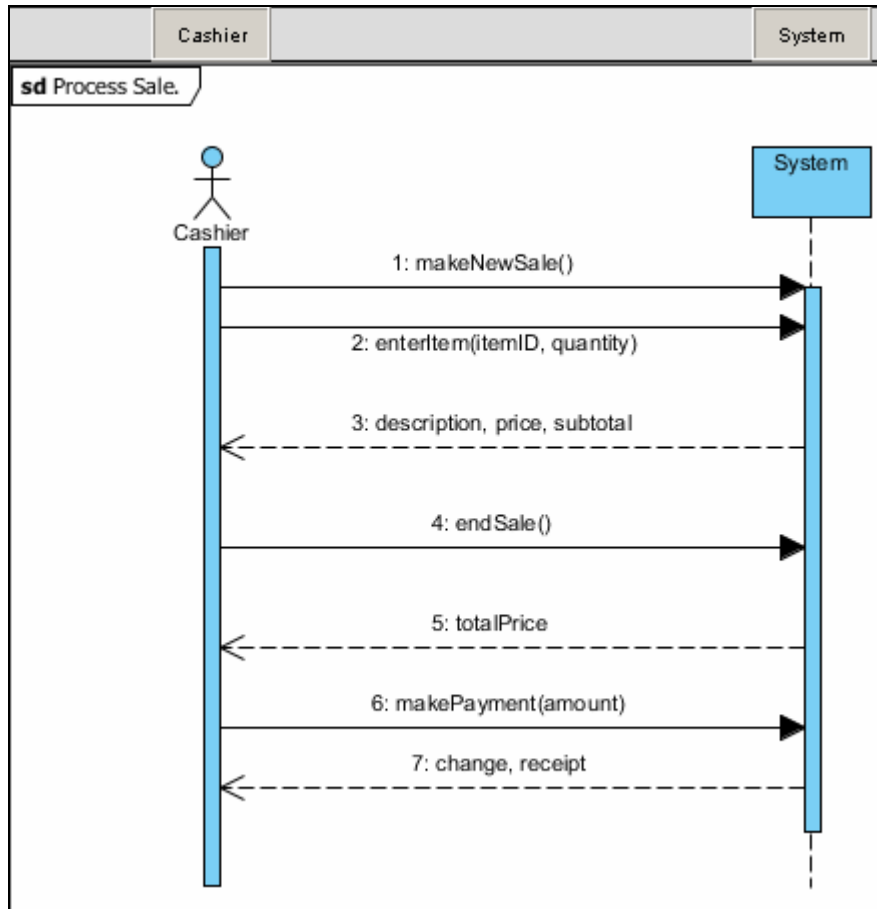 Cashier
System
sd Process Sale.
System
Cashier
1: makeNewSale()
2: enterItem(itemID, quantity)
3: description, price, subtotal
4: endSale()
5: totalPrice
6: makePayment(amount)
7: change, receipt